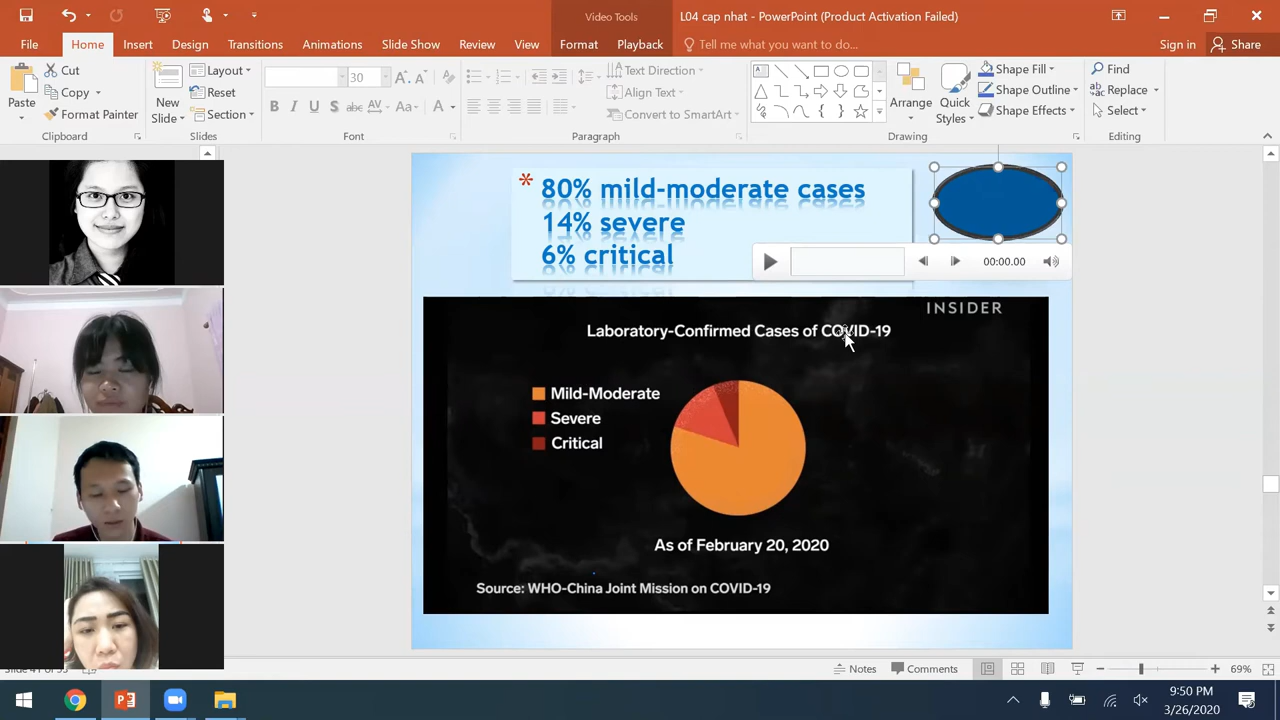 Video Tools
L04 cap nhat - PowerPoint (Product Activation Failed)
File
Home
Insert
Design
Transitions
Animations
Slide Show
Review
View
Format
Playback
Tell me what you want to do...
Sign in
Share
Paste
Cut
Copy
Format Painter
Clipboard
New Slide
Layout
Reset
Section
Slides
30
B I U S abc AV Aa A
Font
Text Direction
Align Text
Convert to SmartArt
Paragraph
Arrange
Quick Styles
Shape Fill
Shape Outline
Shape Effects
Drawing
Find
Replace
Select
Editing
* 80% mild-moderate cases
14% severe
6% critical
00:00.00
INSIDER
Laboratory-Confirmed Cases of COVID-19
Mild-Moderate
Severe
Critical
As of February 20, 2020
Source: WHO-China Joint Mission on COVID-19
Notes
Comments
69%
9:50 PM
3/26/2020